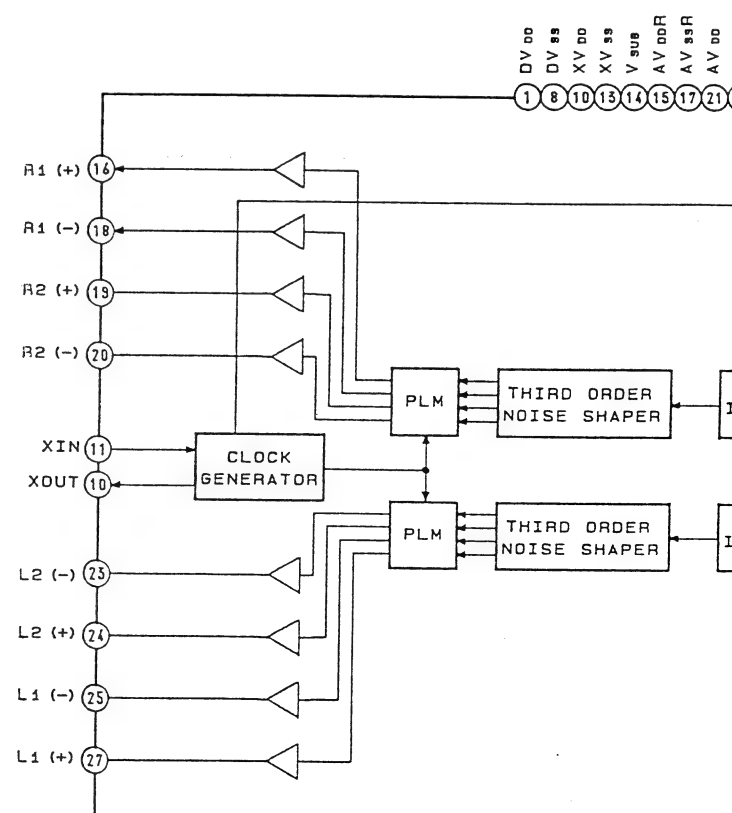 DV DD
DV SS
XV DD
XV SS
V SUB
AV DD R
AV SS R
AV DD
1 8 10 13 14 15 17 21
R1 (+) 16
R1 (-) 18
R2 (+) 19
R2 (-) 20
PLM
THIRD ORDER
NOISE SHAPER
I
XIN 11
XOUT 10
CLOCK
GENERATOR
PLM
THIRD ORDER
NOISE SHAPER
I
L2 (-) 23
L2 (+) 24
L1 (-) 25
L1 (+) 27